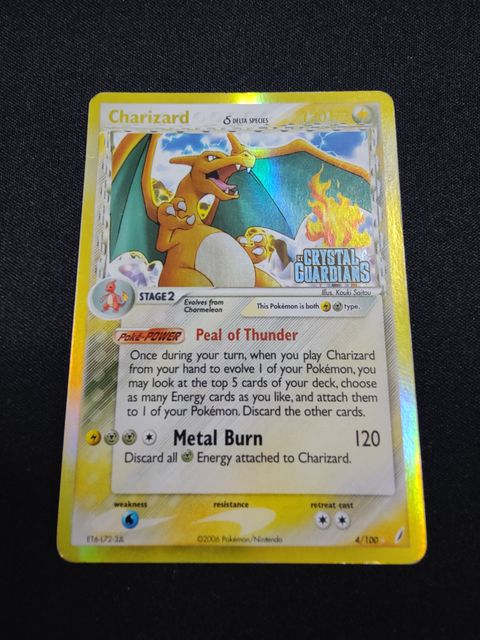 Charizard δ DELTA SPECIES 120 HP
EX
CRYSTAL
GUARDIANS
Illus. Kouki Saitou
STAGE 2
Evolves from
Charmeleon
This Pokémon is both type.
Poké-POWER Peal of Thunder
Once during your turn, when you play Charizard
from your hand to evolve 1 of your Pokémon, you
may look at the top 5 cards of your deck, choose
as many Energy cards as you like, and attach them
to 1 of your Pokémon. Discard the other cards.
Metal Burn 120
Discard all Energy attached to Charizard.
weakness resistance retreat cost
©2006 Pokémon/Nintendo 4/100